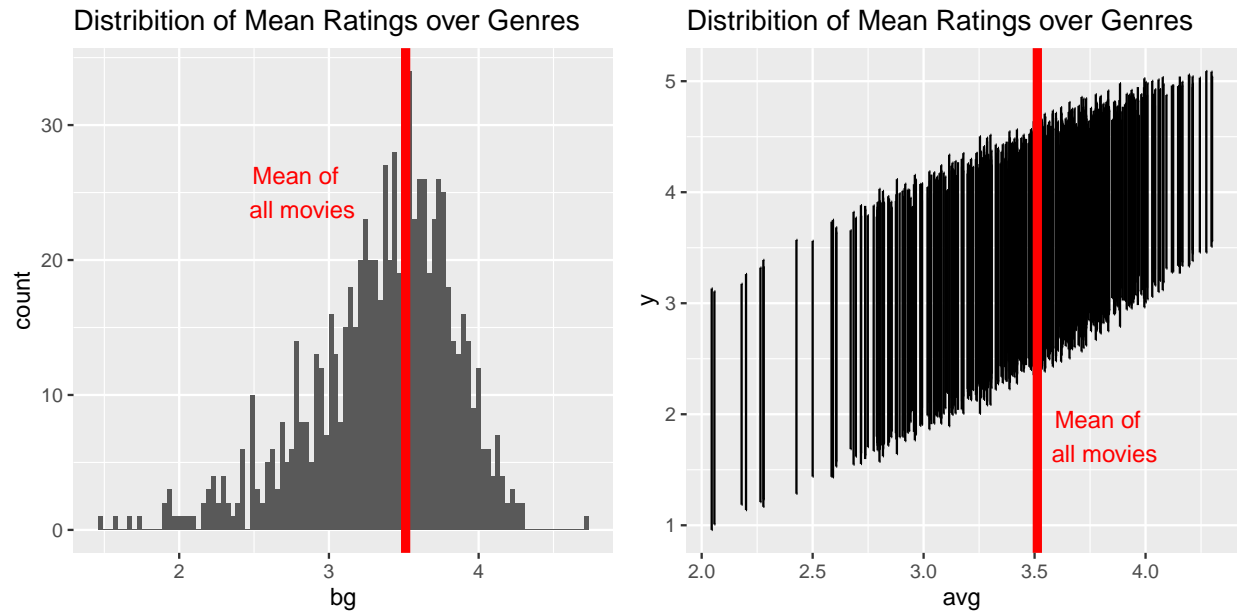 Distribition of Mean Ratings over Genres
30
20
10
0
count
Mean of
all movies
2
3
4
bg
Distribition of Mean Ratings over Genres
5
4
3
2
1
y
Mean of
all movies
2.0
2.5
3.0
3.5
4.0
avg